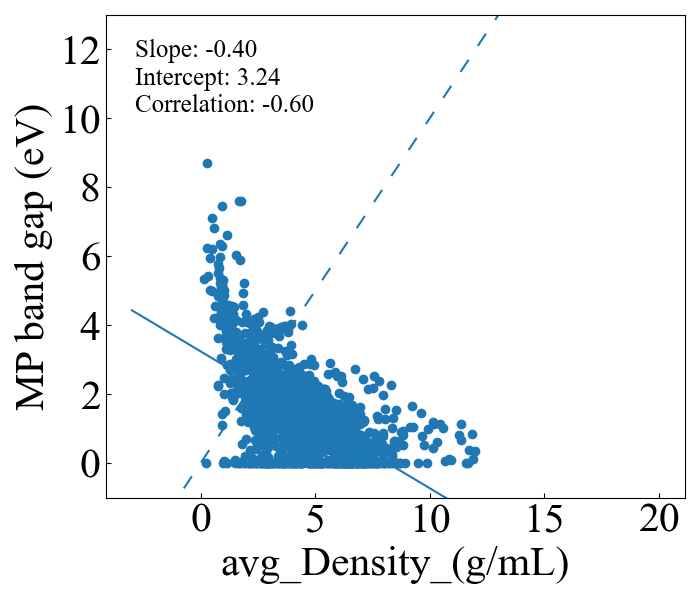 Slope: -0.40
Intercept: 3.24
Correlation: -0.60
MP band gap (eV)
12
10
8
6
4
2
0
0 5 10 15 20
avg_Density_(g/mL)